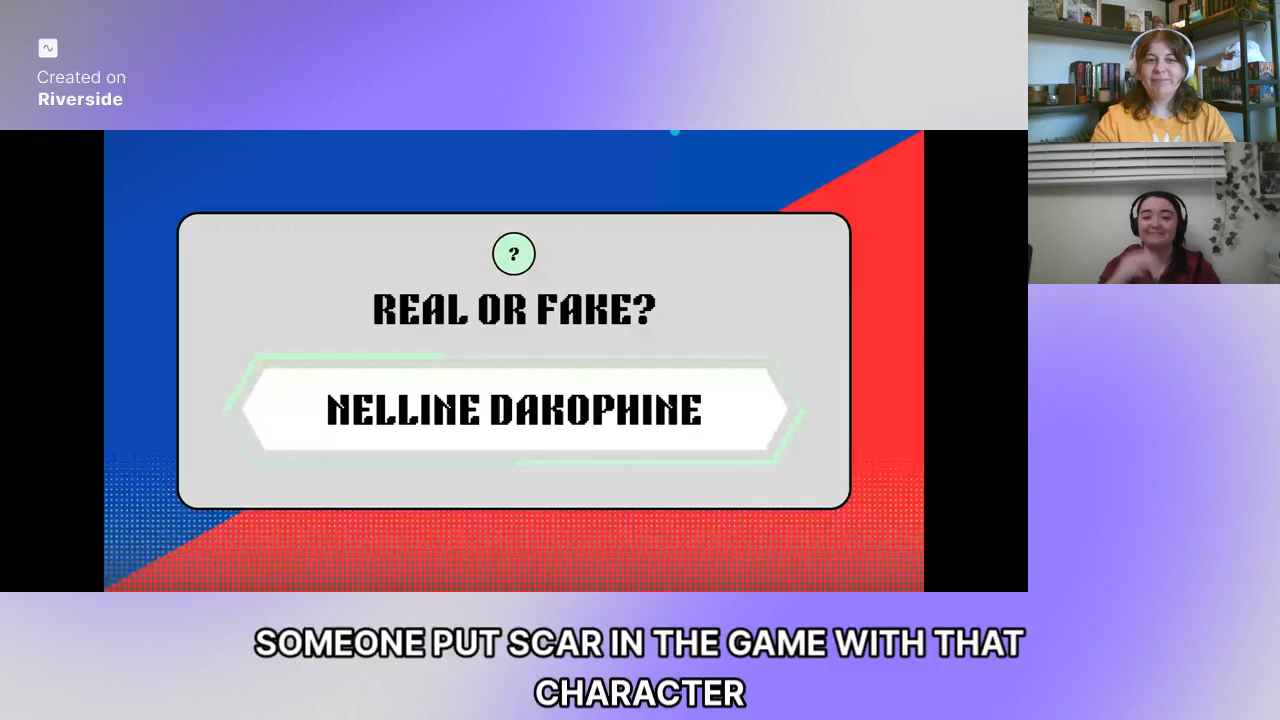 Created on
Riverside
?
REAL OR FAKE?
NELLINE DAKOPHINE
SOMEONE PUT SCAR IN THE GAME WITH THAT
CHARACTER